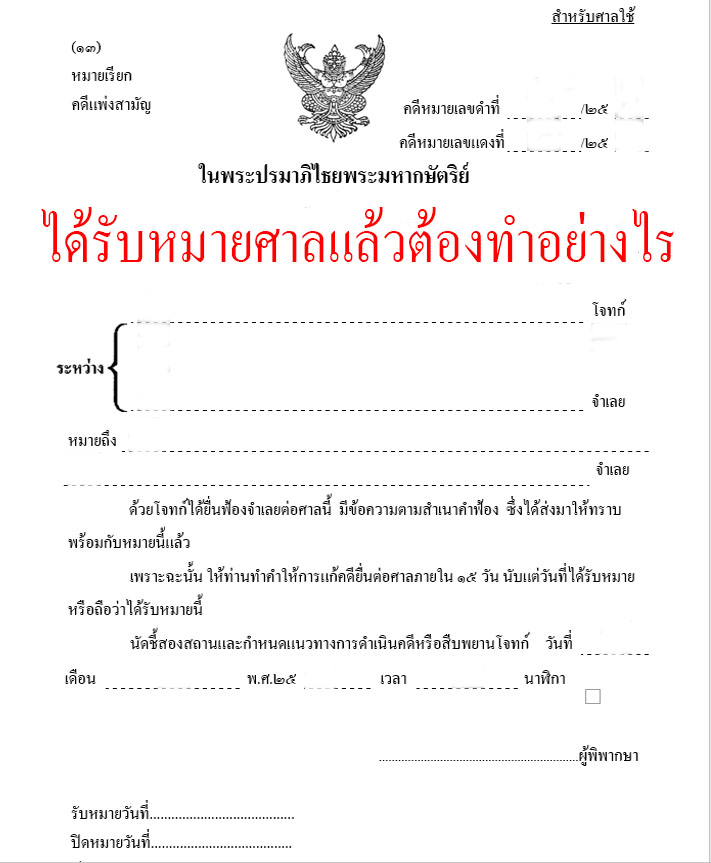 สำหรับศาลใช้
(๑๓)
หมายเรียก
คดีแพ่งสามัญ
คดีหมายเลขดำที่ /๒๕
คดีหมายเลขแดงที่ /๒๕
ในพระปรมาภิไธยพระมหากษัตริย์
ได้รับหมายศาลแล้วต้องทำอย่างไร
โจทก์
ระหว่าง
จำเลย
หมายถึง
จำเลย
ด้วยโจทก์ได้ยื่นฟ้องจำเลยต่อศาลนี้ มีข้อความตามสำเนาคำฟ้อง ซึ่งได้ส่งมาให้ทราบ
พร้อมกับหมายนี้แล้ว
เพราะฉะนั้น ให้ท่านทำคำให้การแก้คดียื่นต่อศาลภายใน ๑๕ วัน นับแต่วันที่ได้รับหมาย
หรือถือว่าได้รับหมายนี้
นัดชี้สองสถานและกำหนดแนวทางการดำเนินคดีหรือสืบพยานโจทก์ วันที่
เดือน พ.ศ.๒๕ เวลา นาฬิกา
ผู้พิพากษา
รับหมายวันที่
ปิดหมายวันที่